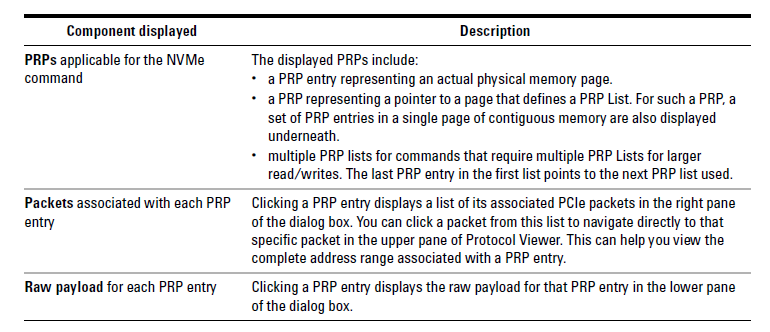 Component displayed Description
PRPs applicable for the NVMe
command
The displayed PRPs include:
• a PRP entry representing an actual physical memory page.
• a PRP representing a pointer to a page that defines a PRP List. For such a PRP, a
set of PRP entries in a single page of contiguous memory are also displayed
underneath.
• multiple PRP lists for commands that require multiple PRP Lists for larger
read/writes. The last PRP entry in the first list points to the next PRP list used.
Packets associated with each PRP
entry
Clicking a PRP entry displays a list of its associated PCIe packets in the right pane
of the dialog box. You can click a packet from this list to navigate directly to that
specific packet in the upper pane of Protocol Viewer. This can help you view the
complete address range associated with a PRP entry.
Raw payload for each PRP entry
Clicking a PRP entry displays the raw payload for that PRP entry in the lower pane
of the dialog box.